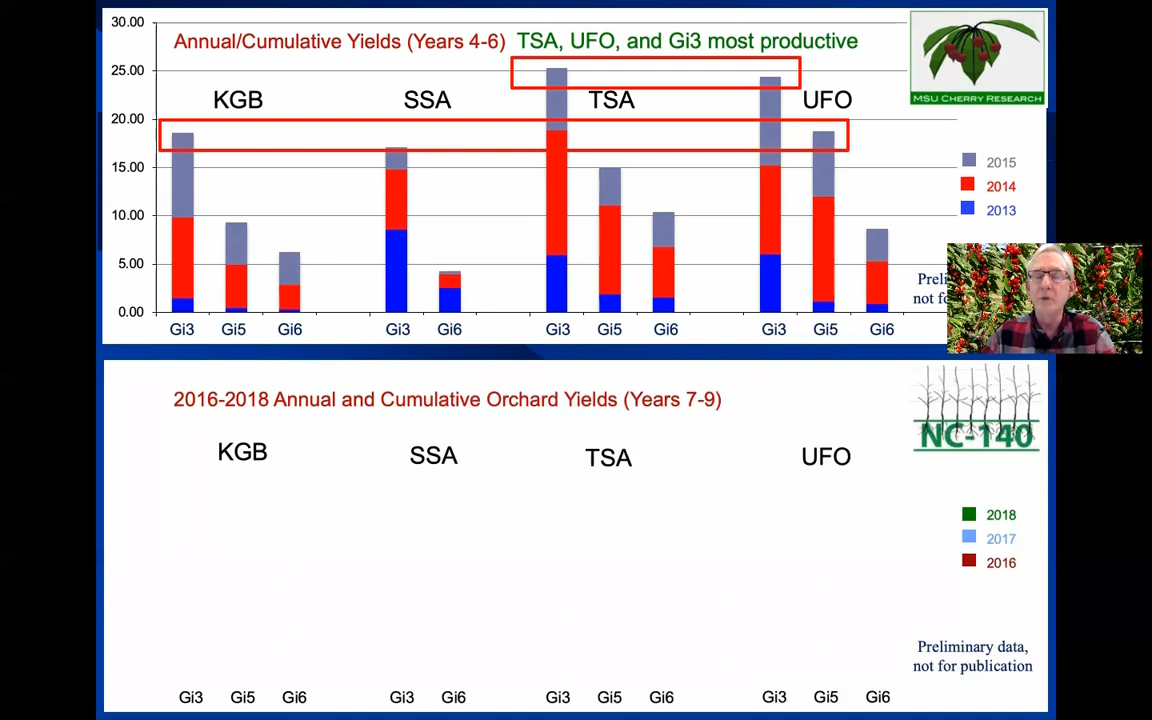 30.00
Annual/Cumulative Yields (Years 4-6) TSA, UFO, and Gi3 most productive
25.00
KGB SSA TSA UFO
MSU CHERRY RESEARCH
20.00
15.00
10.00
5.00
0.00
2015
2014
2013
not
Gi3 Gi5 Gi6 Gi3 Gi6 Gi3 Gi5 Gi6 Gi3 Gi5 Gi6
2016-2018 Annual and Cumulative Orchard Yields (Years 7-9)
NC-140
KGB SSA TSA UFO
2018
2017
2016
Preliminary data,
not for publication
Gi3 Gi5 Gi6 Gi3 Gi6 Gi3 Gi5 Gi6 Gi3 Gi5 Gi6